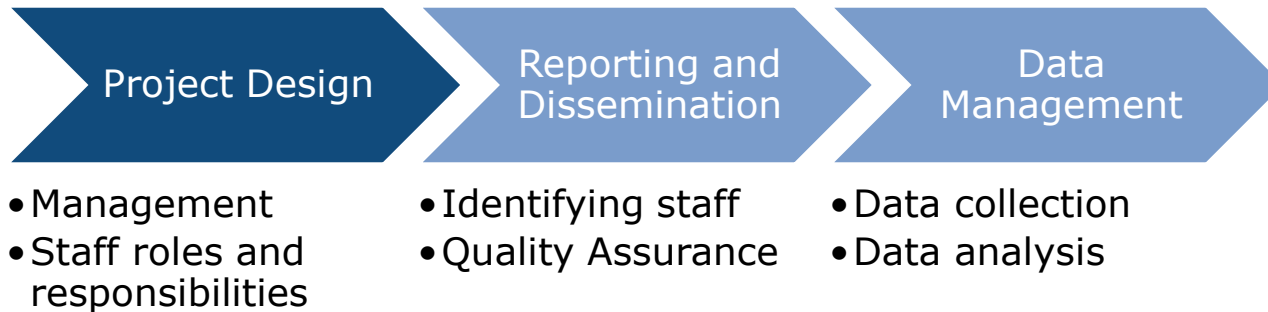 Project Design
Reporting and
Dissemination
Data
Management
•Management
•Staff roles and
responsibilities
•Identifying staff
•Quality Assurance
•Data collection
•Data analysis